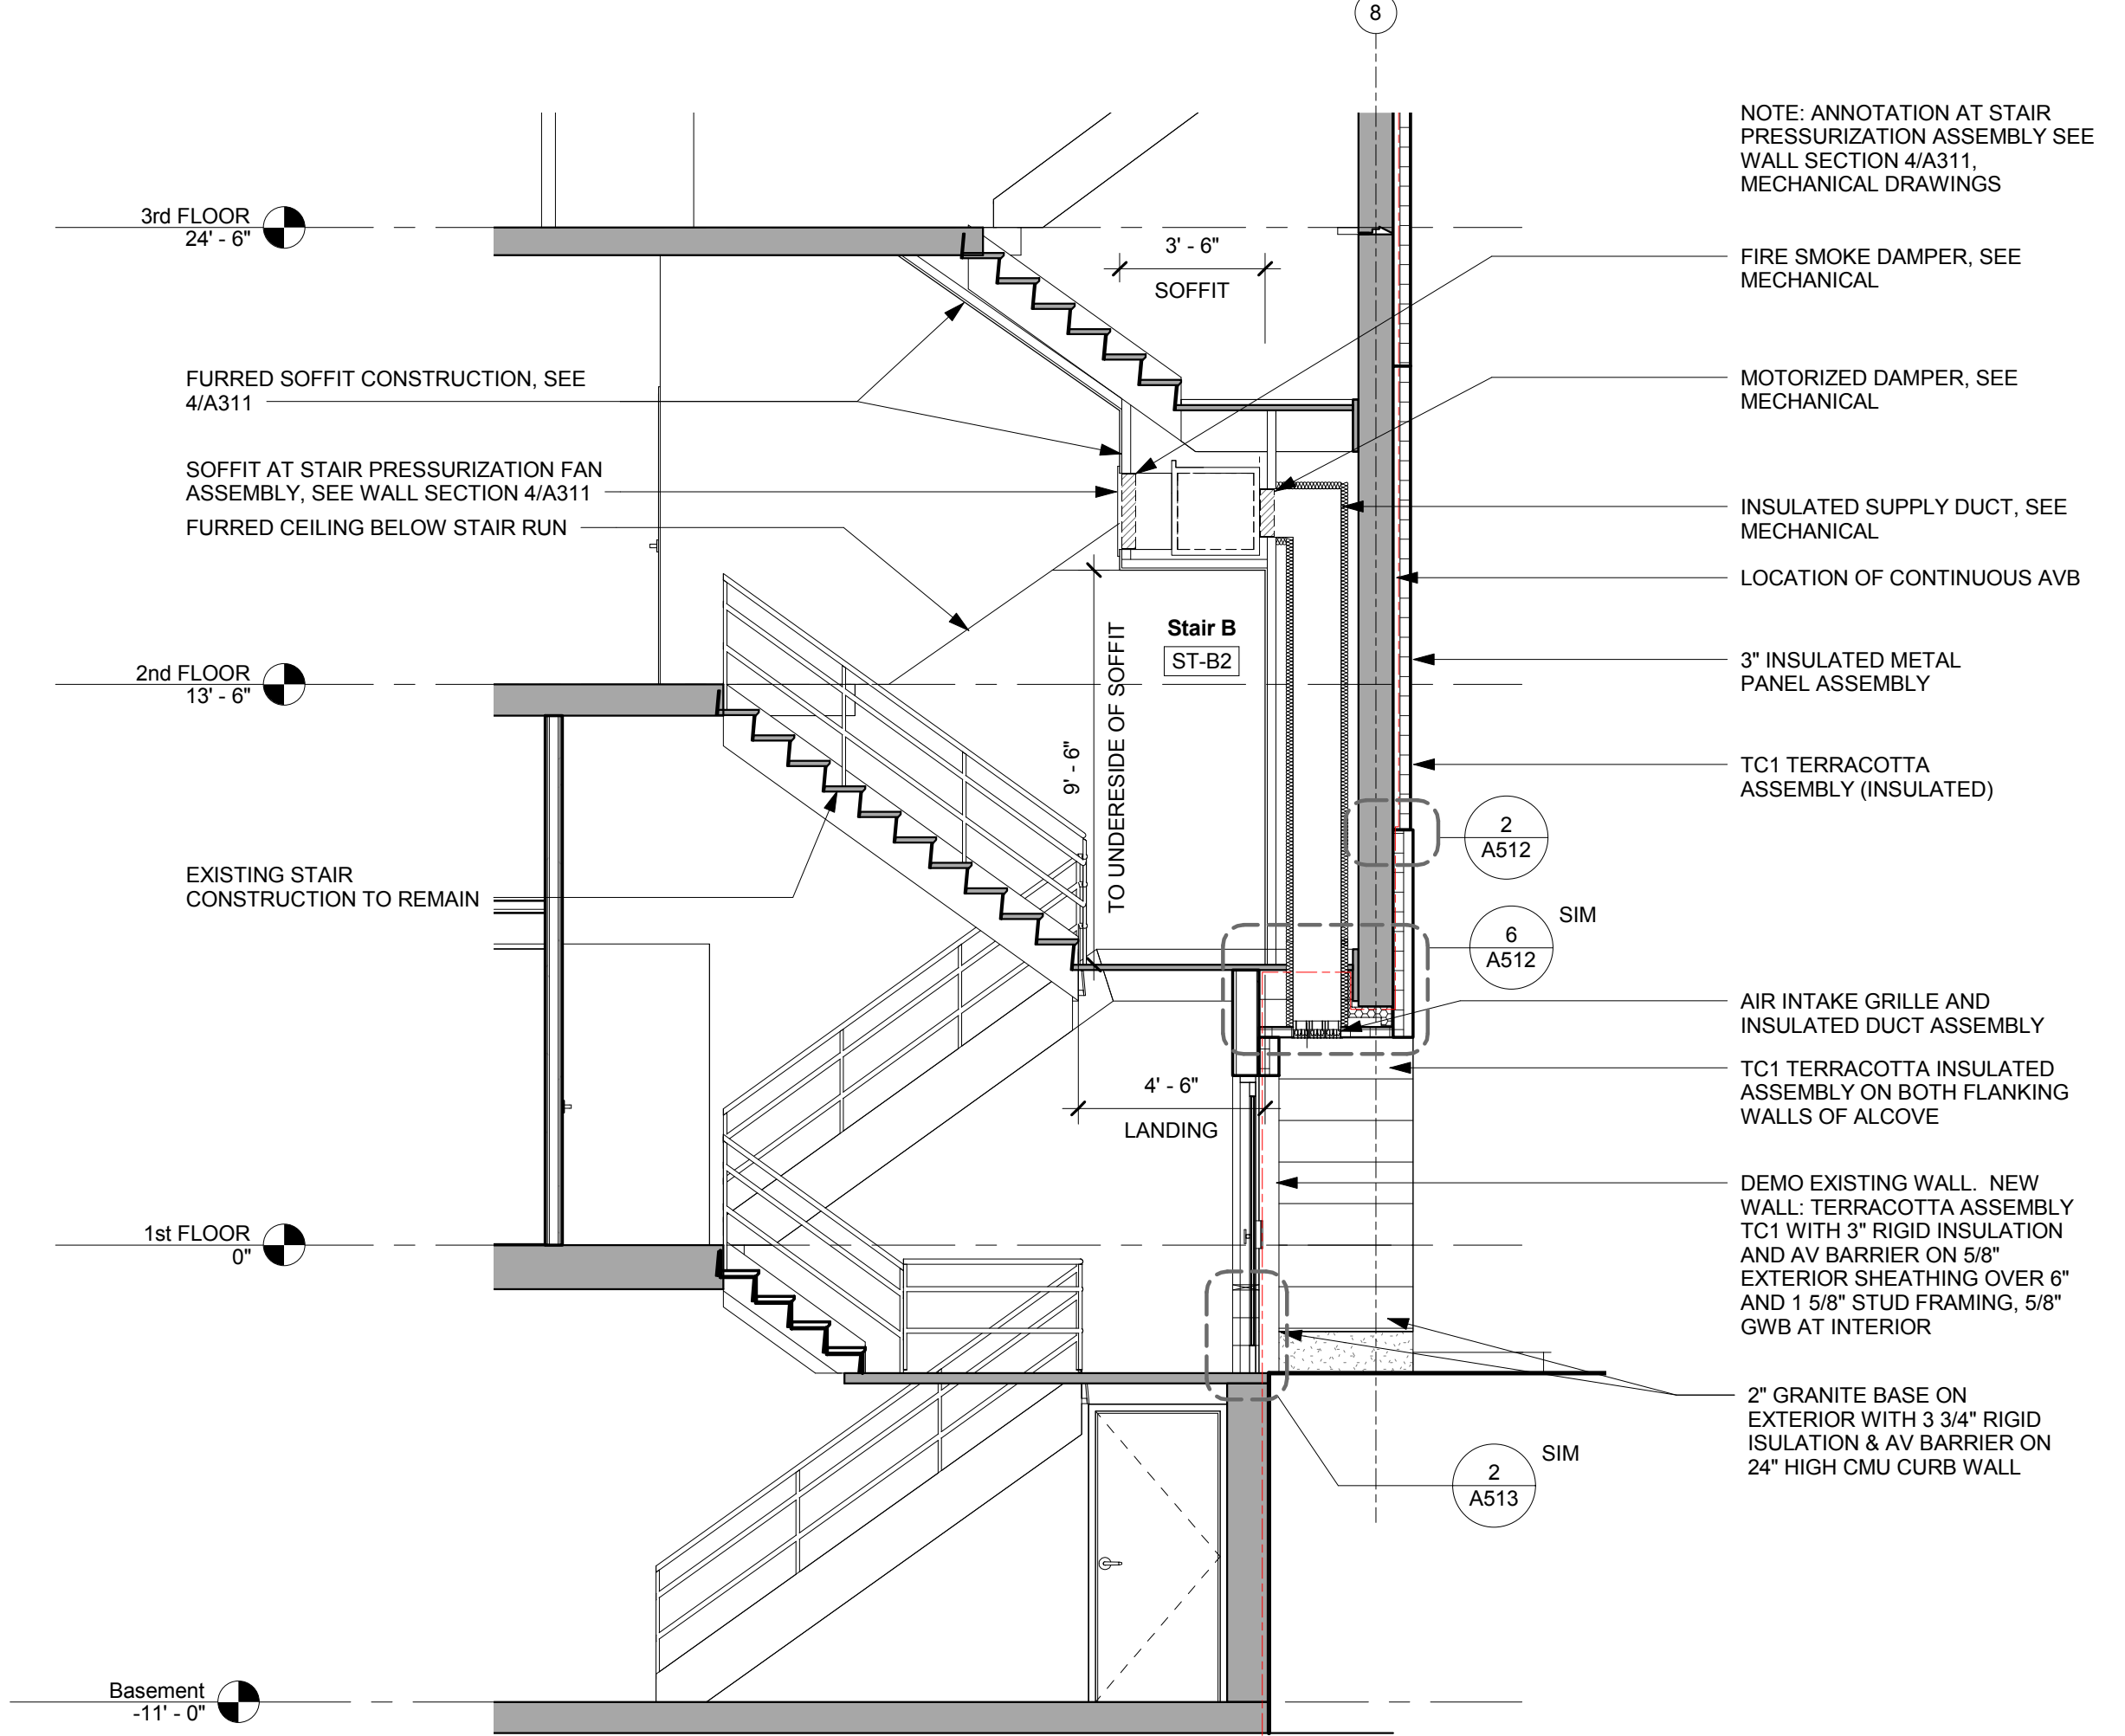 8
NOTE: ANNOTATION AT STAIR
PRESSURIZATION ASSEMBLY SEE
WALL SECTION 4/A311,
MECHANICAL DRAWINGS
3rd FLOOR
24' - 6"
3' - 6"
SOFFIT
FIRE SMOKE DAMPER, SEE
MECHANICAL
FURRED SOFFIT CONSTRUCTION, SEE
4/A311
MOTORIZED DAMPER, SEE
MECHANICAL
SOFFIT AT STAIR PRESSURIZATION FAN
ASSEMBLY, SEE WALL SECTION 4/A311
FURRED CEILING BELOW STAIR RUN
INSULATED SUPPLY DUCT, SEE
MECHANICAL
LOCATION OF CONTINUOUS AVB
Stair B
ST-B2
9' - 6"
TO UNDERESIDE OF SOFFIT
2nd FLOOR
13' - 6"
3" INSULATED METAL
PANEL ASSEMBLY
TC1 TERRACOTTA
ASSEMBLY (INSULATED)
2
A512
EXISTING STAIR
CONSTRUCTION TO REMAIN
SIM
6
A512
AIR INTAKE GRILLE AND
INSULATED DUCT ASSEMBLY
4' - 6"
LANDING
TC1 TERRACOTTA INSULATED
ASSEMBLY ON BOTH FLANKING
WALLS OF ALCOVE
1st FLOOR
0"
DEMO EXISTING WALL.  NEW
WALL: TERRACOTTA ASSEMBLY
TC1 WITH 3" RIGID INSULATION
AND AV BARRIER ON 5/8"
EXTERIOR SHEATHING OVER 6"
AND 1 5/8" STUD FRAMING, 5/8"
GWB AT INTERIOR
2" GRANITE BASE ON
EXTERIOR WITH 3 3/4" RIGID
ISULATION & AV BARRIER ON
24" HIGH CMU CURB WALL
SIM
2
A513
Basement
-11' - 0"